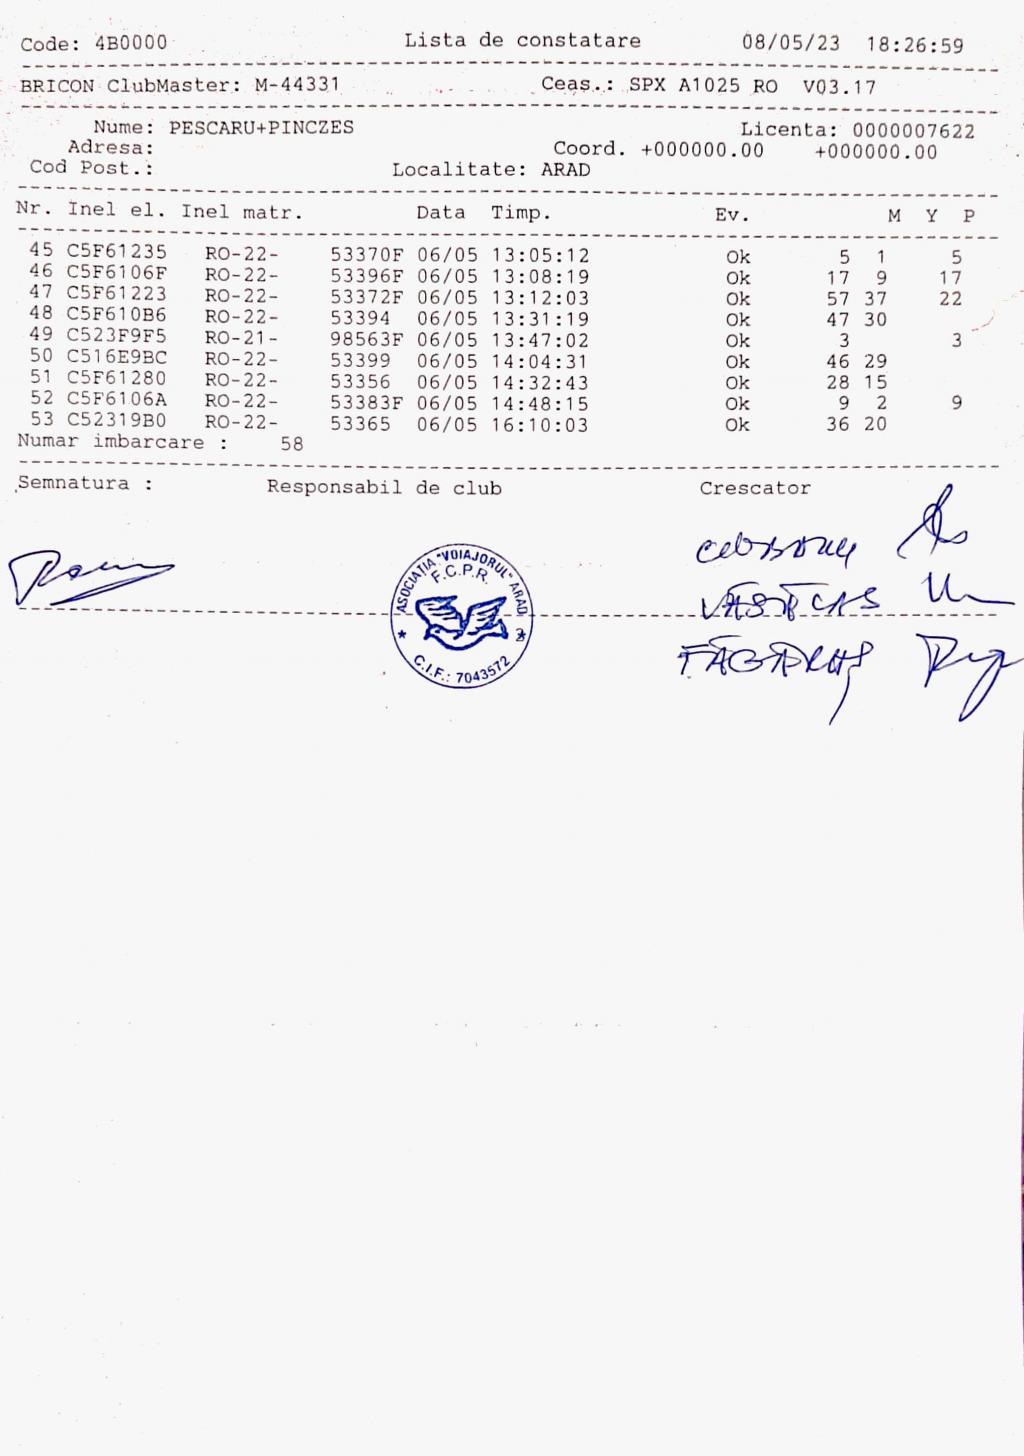 Code: 4B0000 Lista de constatare 08/05/23 18:26:59
BRICON ClubMaster: M-44331 Ceas.: SPX A1025 RO V03.17
Nume: PESCARU+PINCZES Licenta: 0000007622
Adresa: Coord. +000000.00 +000000.00
Cod Post.: Localitate: ARAD
Nr. Inel el. Inel matr. Data Timp. Ev. M Y P
45 C5F61235 RO-22- 53370F 06/05 13:05:12 Ok 5 1 5
46 C5F6106F RO-22- 53396F 06/05 13:08:19 Ok 17 9 17
47 C5F61223 RO-22- 53372F 06/05 13:12:03 Ok 57 37 22
48 C5F610B6 RO-22- 53394 06/05 13:31:19 Ok 47 30
49 C523F9F5 RO-21- 98563F 06/05 13:47:02 Ok 3 3
50 C516E9BC RO-22- 53399 06/05 14:04:31 Ok 46 29
51 C5F61280 RO-22- 53356 06/05 14:32:43 Ok 28 15
52 C5F6106A RO-22- 53383F 06/05 14:48:15 Ok 9 2 9
53 C52319B0 RO-22- 53365 06/05 16:10:03 Ok 36 20
Numar imbarcare : 58
Semnatura : Responsabil de club Crescator
ASOCIATIA "VOIAJORUL" ARAD
F.C.P.R.
C.I.F.: 7043572